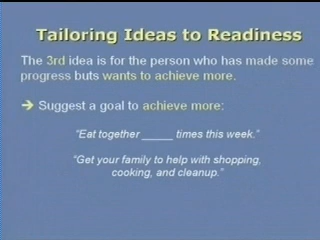 Tailoring Ideas to Readiness
The 3rd idea is for the person who has made some
progress buts wants to achieve more.
➔ Suggest a goal to achieve more:
“Eat together _____ times this week.”
“Get your family to help with shopping,
cooking, and cleanup.”